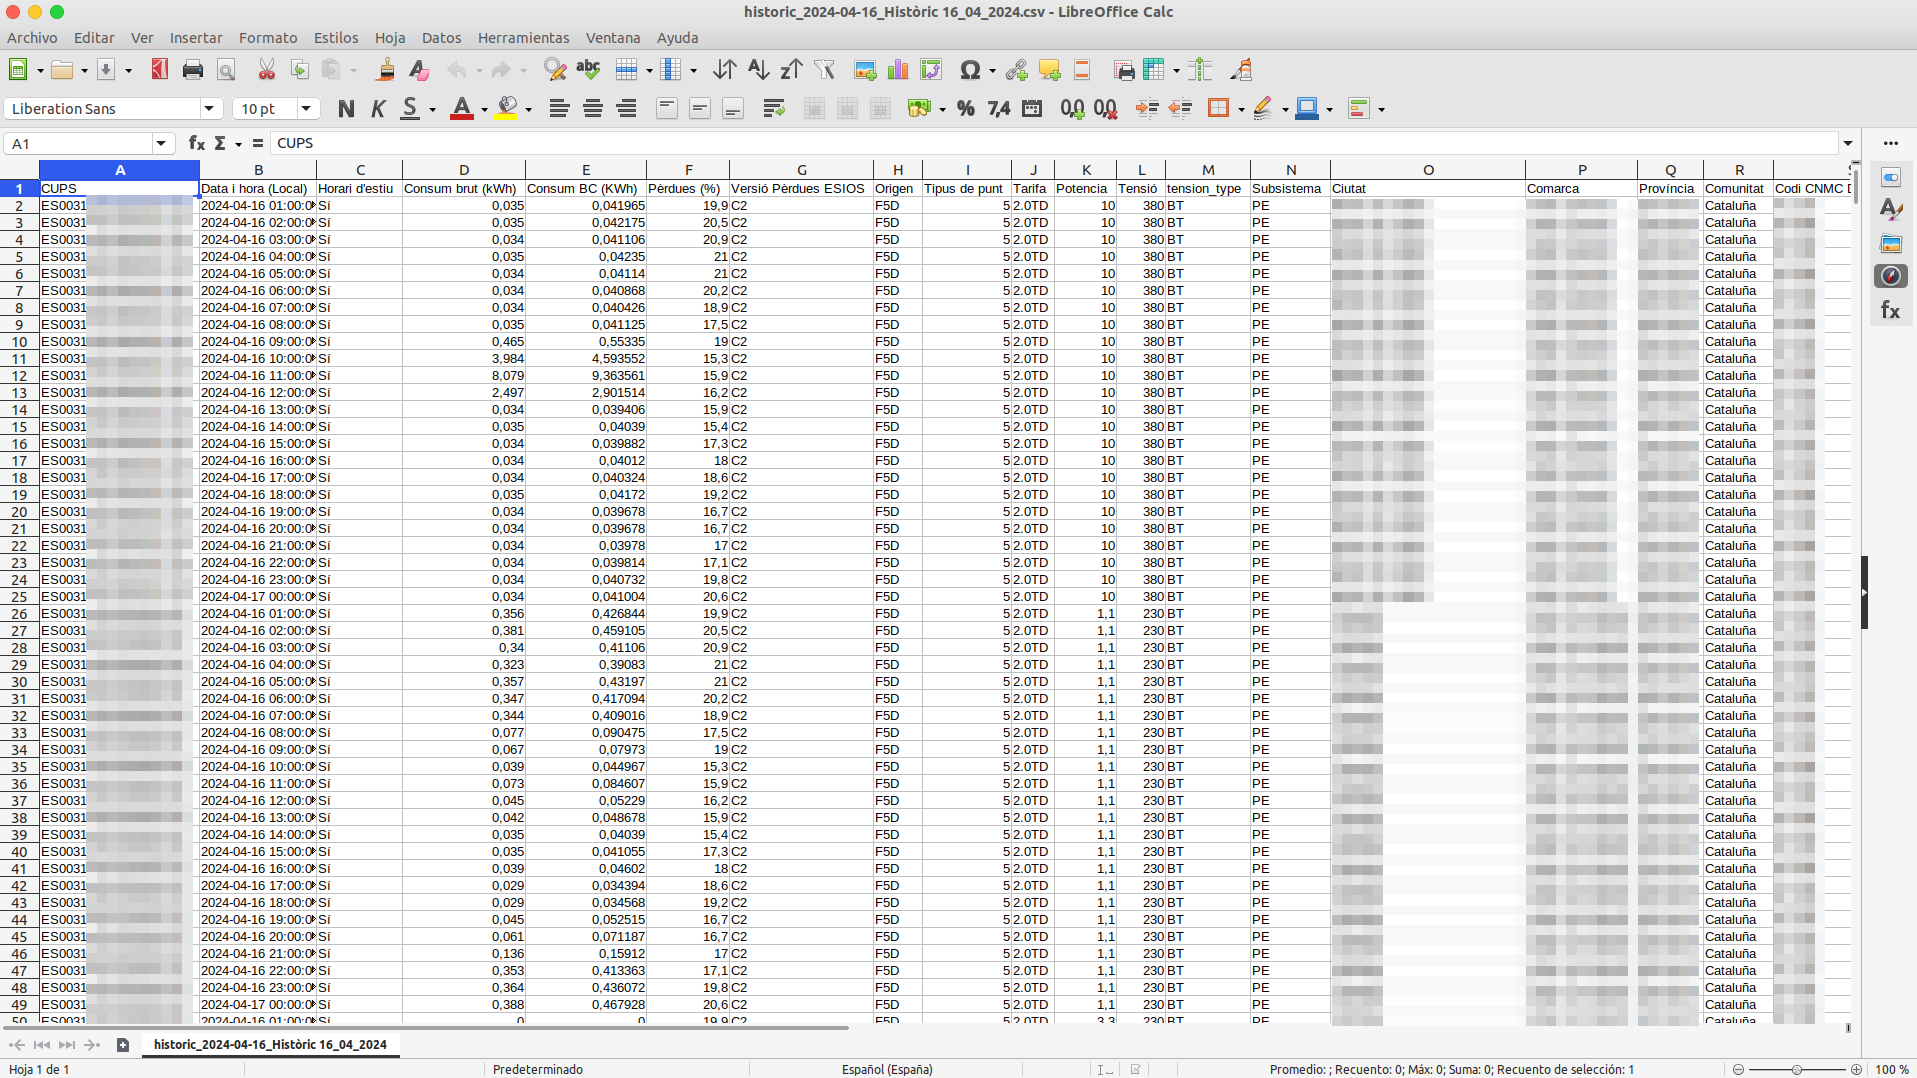 historic_2024-04-16_Històric 16_04_2024.csv - LibreOffice Calc
Archivo Editar Ver Insertar Formato Estilos Hoja Datos Herramientas Ventana Ayuda
Liberation Sans 10 pt N K S A % 7,4
A1 fx Σ = CUPS
A B C D E F G H I J K L M N O P Q R
1 CUPS Data i hora (Local) Horari d'estiu Consum brut (kWh) Consum BC (KWh) Pèrdues (%) Versió Pèrdues ESIOS Origen Tipus de punt Tarifa Potencia Tensió tension_type Subsistema Ciutat Comarca Província Comunitat Codi CNMC
2 ES0031 2024-04-16 01:00:0 Sí 0,035 0,041965 19,9 C2 F5D 5 2.0TD 10 380 BT PE Cataluña
3 ES0031 2024-04-16 02:00:0 Sí 0,035 0,042175 20,5 C2 F5D 5 2.0TD 10 380 BT PE Cataluña
4 ES0031 2024-04-16 03:00:0 Sí 0,034 0,041106 20,9 C2 F5D 5 2.0TD 10 380 BT PE Cataluña
5 ES0031 2024-04-16 04:00:0 Sí 0,035 0,04235 21 C2 F5D 5 2.0TD 10 380 BT PE Cataluña
6 ES0031 2024-04-16 05:00:0 Sí 0,034 0,04114 21 C2 F5D 5 2.0TD 10 380 BT PE Cataluña
7 ES0031 2024-04-16 06:00:0 Sí 0,034 0,040868 20,2 C2 F5D 5 2.0TD 10 380 BT PE Cataluña
8 ES0031 2024-04-16 07:00:0 Sí 0,034 0,040426 18,9 C2 F5D 5 2.0TD 10 380 BT PE Cataluña
9 ES0031 2024-04-16 08:00:0 Sí 0,035 0,041125 17,5 C2 F5D 5 2.0TD 10 380 BT PE Cataluña
10 ES0031 2024-04-16 09:00:0 Sí 0,465 0,55335 19 C2 F5D 5 2.0TD 10 380 BT PE Cataluña
11 ES0031 2024-04-16 10:00:0 Sí 3,984 4,593552 15,3 C2 F5D 5 2.0TD 10 380 BT PE Cataluña
12 ES0031 2024-04-16 11:00:0 Sí 8,079 9,363561 15,9 C2 F5D 5 2.0TD 10 380 BT PE Cataluña
13 ES0031 2024-04-16 12:00:0 Sí 2,497 2,901514 16,2 C2 F5D 5 2.0TD 10 380 BT PE Cataluña
14 ES0031 2024-04-16 13:00:0 Sí 0,034 0,039406 15,9 C2 F5D 5 2.0TD 10 380 BT PE Cataluña
15 ES0031 2024-04-16 14:00:0 Sí 0,035 0,04039 15,4 C2 F5D 5 2.0TD 10 380 BT PE Cataluña
16 ES0031 2024-04-16 15:00:0 Sí 0,034 0,039882 17,3 C2 F5D 5 2.0TD 10 380 BT PE Cataluña
17 ES0031 2024-04-16 16:00:0 Sí 0,034 0,04012 18 C2 F5D 5 2.0TD 10 380 BT PE Cataluña
18 ES0031 2024-04-16 17:00:0 Sí 0,034 0,040324 18,6 C2 F5D 5 2.0TD 10 380 BT PE Cataluña
19 ES0031 2024-04-16 18:00:0 Sí 0,035 0,04172 19,2 C2 F5D 5 2.0TD 10 380 BT PE Cataluña
20 ES0031 2024-04-16 19:00:0 Sí 0,034 0,039678 16,7 C2 F5D 5 2.0TD 10 380 BT PE Cataluña
21 ES0031 2024-04-16 20:00:0 Sí 0,034 0,039678 16,7 C2 F5D 5 2.0TD 10 380 BT PE Cataluña
22 ES0031 2024-04-16 21:00:0 Sí 0,034 0,03978 17 C2 F5D 5 2.0TD 10 380 BT PE Cataluña
23 ES0031 2024-04-16 22:00:0 Sí 0,034 0,039814 17,1 C2 F5D 5 2.0TD 10 380 BT PE Cataluña
24 ES0031 2024-04-16 23:00:0 Sí 0,034 0,040732 19,8 C2 F5D 5 2.0TD 10 380 BT PE Cataluña
25 ES0031 2024-04-17 00:00:0 Sí 0,034 0,041004 20,6 C2 F5D 5 2.0TD 10 380 BT PE Cataluña
26 ES0031 2024-04-16 01:00:0 Sí 0,356 0,426844 19,9 C2 F5D 5 2.0TD 1,1 230 BT PE Cataluña
27 ES0031 2024-04-16 02:00:0 Sí 0,381 0,459105 20,5 C2 F5D 5 2.0TD 1,1 230 BT PE Cataluña
28 ES0031 2024-04-16 03:00:0 Sí 0,34 0,41106 20,9 C2 F5D 5 2.0TD 1,1 230 BT PE Cataluña
29 ES0031 2024-04-16 04:00:0 Sí 0,323 0,39083 21 C2 F5D 5 2.0TD 1,1 230 BT PE Cataluña
30 ES0031 2024-04-16 05:00:0 Sí 0,357 0,43197 21 C2 F5D 5 2.0TD 1,1 230 BT PE Cataluña
31 ES0031 2024-04-16 06:00:0 Sí 0,347 0,417094 20,2 C2 F5D 5 2.0TD 1,1 230 BT PE Cataluña
32 ES0031 2024-04-16 07:00:0 Sí 0,344 0,409016 18,9 C2 F5D 5 2.0TD 1,1 230 BT PE Cataluña
33 ES0031 2024-04-16 08:00:0 Sí 0,077 0,090475 17,5 C2 F5D 5 2.0TD 1,1 230 BT PE Cataluña
34 ES0031 2024-04-16 09:00:0 Sí 0,067 0,07973 19 C2 F5D 5 2.0TD 1,1 230 BT PE Cataluña
35 ES0031 2024-04-16 10:00:0 Sí 0,039 0,044967 15,3 C2 F5D 5 2.0TD 1,1 230 BT PE Cataluña
36 ES0031 2024-04-16 11:00:0 Sí 0,073 0,084607 15,9 C2 F5D 5 2.0TD 1,1 230 BT PE Cataluña
37 ES0031 2024-04-16 12:00:0 Sí 0,045 0,05229 16,2 C2 F5D 5 2.0TD 1,1 230 BT PE Cataluña
38 ES0031 2024-04-16 13:00:0 Sí 0,042 0,048678 15,9 C2 F5D 5 2.0TD 1,1 230 BT PE Cataluña
39 ES0031 2024-04-16 14:00:0 Sí 0,035 0,04039 15,4 C2 F5D 5 2.0TD 1,1 230 BT PE Cataluña
40 ES0031 2024-04-16 15:00:0 Sí 0,035 0,041055 17,3 C2 F5D 5 2.0TD 1,1 230 BT PE Cataluña
41 ES0031 2024-04-16 16:00:0 Sí 0,039 0,04602 18 C2 F5D 5 2.0TD 1,1 230 BT PE Cataluña
42 ES0031 2024-04-16 17:00:0 Sí 0,029 0,034394 18,6 C2 F5D 5 2.0TD 1,1 230 BT PE Cataluña
43 ES0031 2024-04-16 18:00:0 Sí 0,029 0,034568 19,2 C2 F5D 5 2.0TD 1,1 230 BT PE Cataluña
44 ES0031 2024-04-16 19:00:0 Sí 0,045 0,052515 16,7 C2 F5D 5 2.0TD 1,1 230 BT PE Cataluña
45 ES0031 2024-04-16 20:00:0 Sí 0,061 0,071187 16,7 C2 F5D 5 2.0TD 1,1 230 BT PE Cataluña
46 ES0031 2024-04-16 21:00:0 Sí 0,136 0,15912 17 C2 F5D 5 2.0TD 1,1 230 BT PE Cataluña
47 ES0031 2024-04-16 22:00:0 Sí 0,353 0,413363 17,1 C2 F5D 5 2.0TD 1,1 230 BT PE Cataluña
48 ES0031 2024-04-16 23:00:0 Sí 0,364 0,436072 19,8 C2 F5D 5 2.0TD 1,1 230 BT PE Cataluña
49 ES0031 2024-04-17 00:00:0 Sí 0,388 0,467928 20,6 C2 F5D 5 2.0TD 1,1 230 BT PE Cataluña
50 ES0031 2024-04-16 01:00:0 Sí 0 0 19,9 C2 F5D 5 2.0TD 3,3 230 BT PE Cataluña
historic_2024-04-16_Històric 16_04_2024
Hoja 1 de 1 Predeterminado Español (España) Promedio: ; Recuento: 0; Máx: 0; Suma: 0; Recuento de selección: 1 100 %